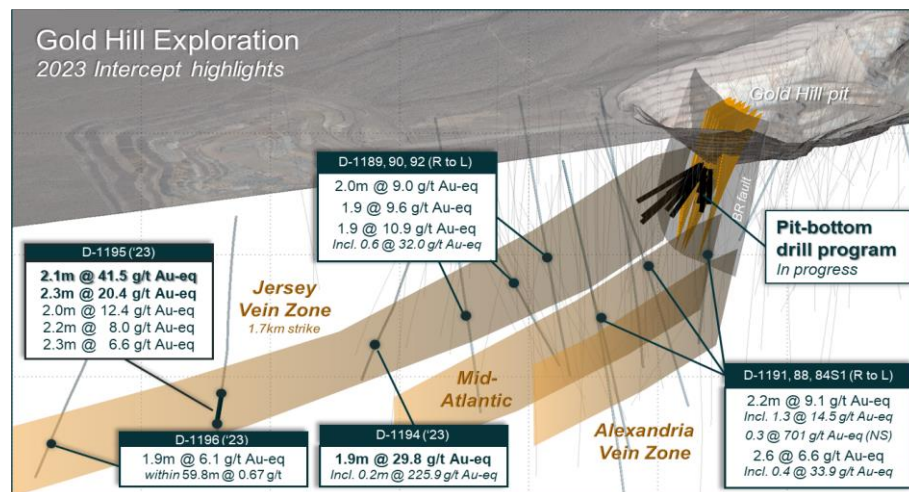 Gold Hill Exploration
2023 Intercept highlights
Gold Hill pit
BR fault
D-1189, 90, 92 (R to L)
2.0m @ 9.0 g/t Au-eq
1.9 @ 9.6 g/t Au-eq
1.9 @ 10.9 g/t Au-eq
Incl. 0.6 @ 32.0 g/t Au-eq
Pit-bottom
drill program
In progress
D-1195 ('23)
2.1m @ 41.5 g/t Au-eq
2.3m @ 20.4 g/t Au-eq
2.0m @ 12.4 g/t Au-eq
2.2m @ 8.0 g/t Au-eq
2.3m @ 6.6 g/t Au-eq
Jersey
Vein Zone
1.7km strike
Mid-
Atlantic
Alexandria
Vein Zone
D-1196 ('23)
1.9m @ 6.1 g/t Au-eq
within 59.8m @ 0.67 g/t
D-1194 ('23)
1.9m @ 29.8 g/t Au-eq
Incl. 0.2m @ 225.9 g/t Au-eq
D-1191, 88, 84S1 (R to L)
2.2m @ 9.1 g/t Au-eq
Incl. 1.3 @ 14.5 g/t Au-eq
0.3 @ 701 g/t Au-eq (NS)
2.6 @ 6.6 g/t Au-eq
Incl. 0.4 @ 33.9 g/t Au-eq